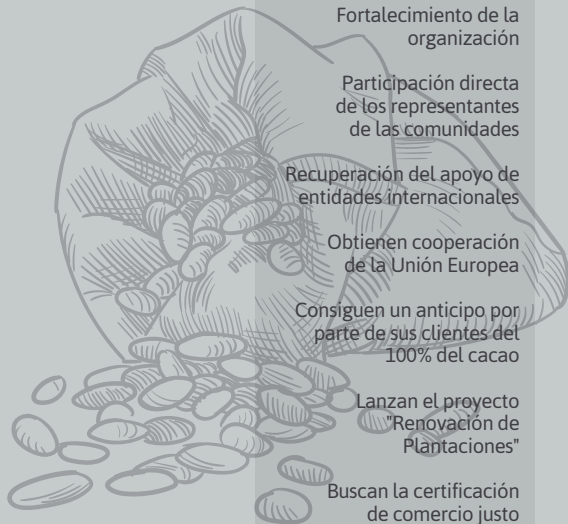 Fortalecimiento de la
organización
Participación directa
de los representantes
de las comunidades
Recuperación del apoyo de
entidades internacionales
Obtienen cooperación
de la Unión Europea
Consiguen un anticipo por
parte de sus clientes del
100% del cacao
Lanzan el proyecto
"Renovación de
Plantaciones"
Buscan la certificación
de comercio justo